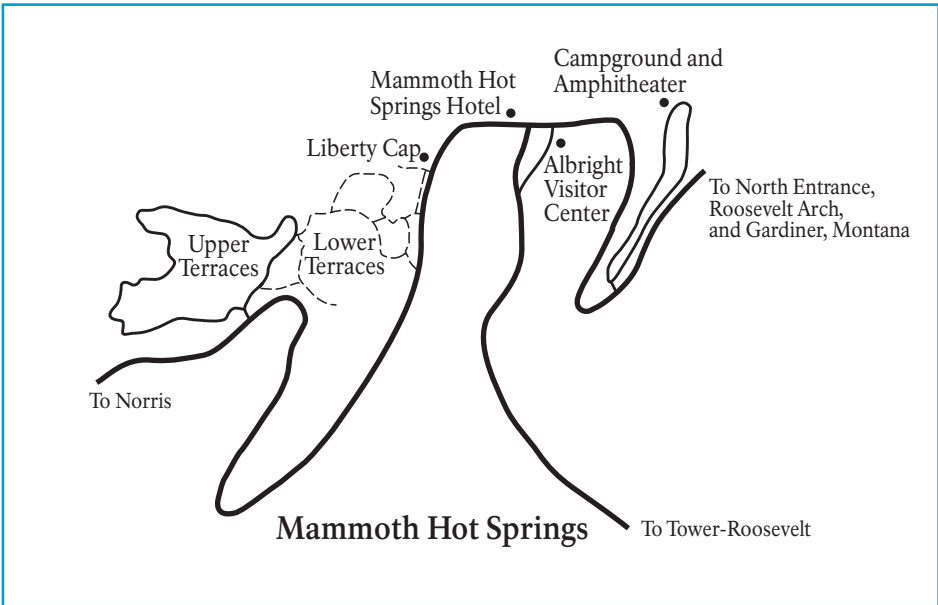 Campground and
Amphitheater
Mammoth Hot
Springs Hotel
Liberty Cap
Albright
Visitor
Center
To North Entrance,
Roosevelt Arch,
and Gardiner, Montana
Upper
Terraces
Lower
Terraces
To Norris
Mammoth Hot Springs
To Tower-Roosevelt